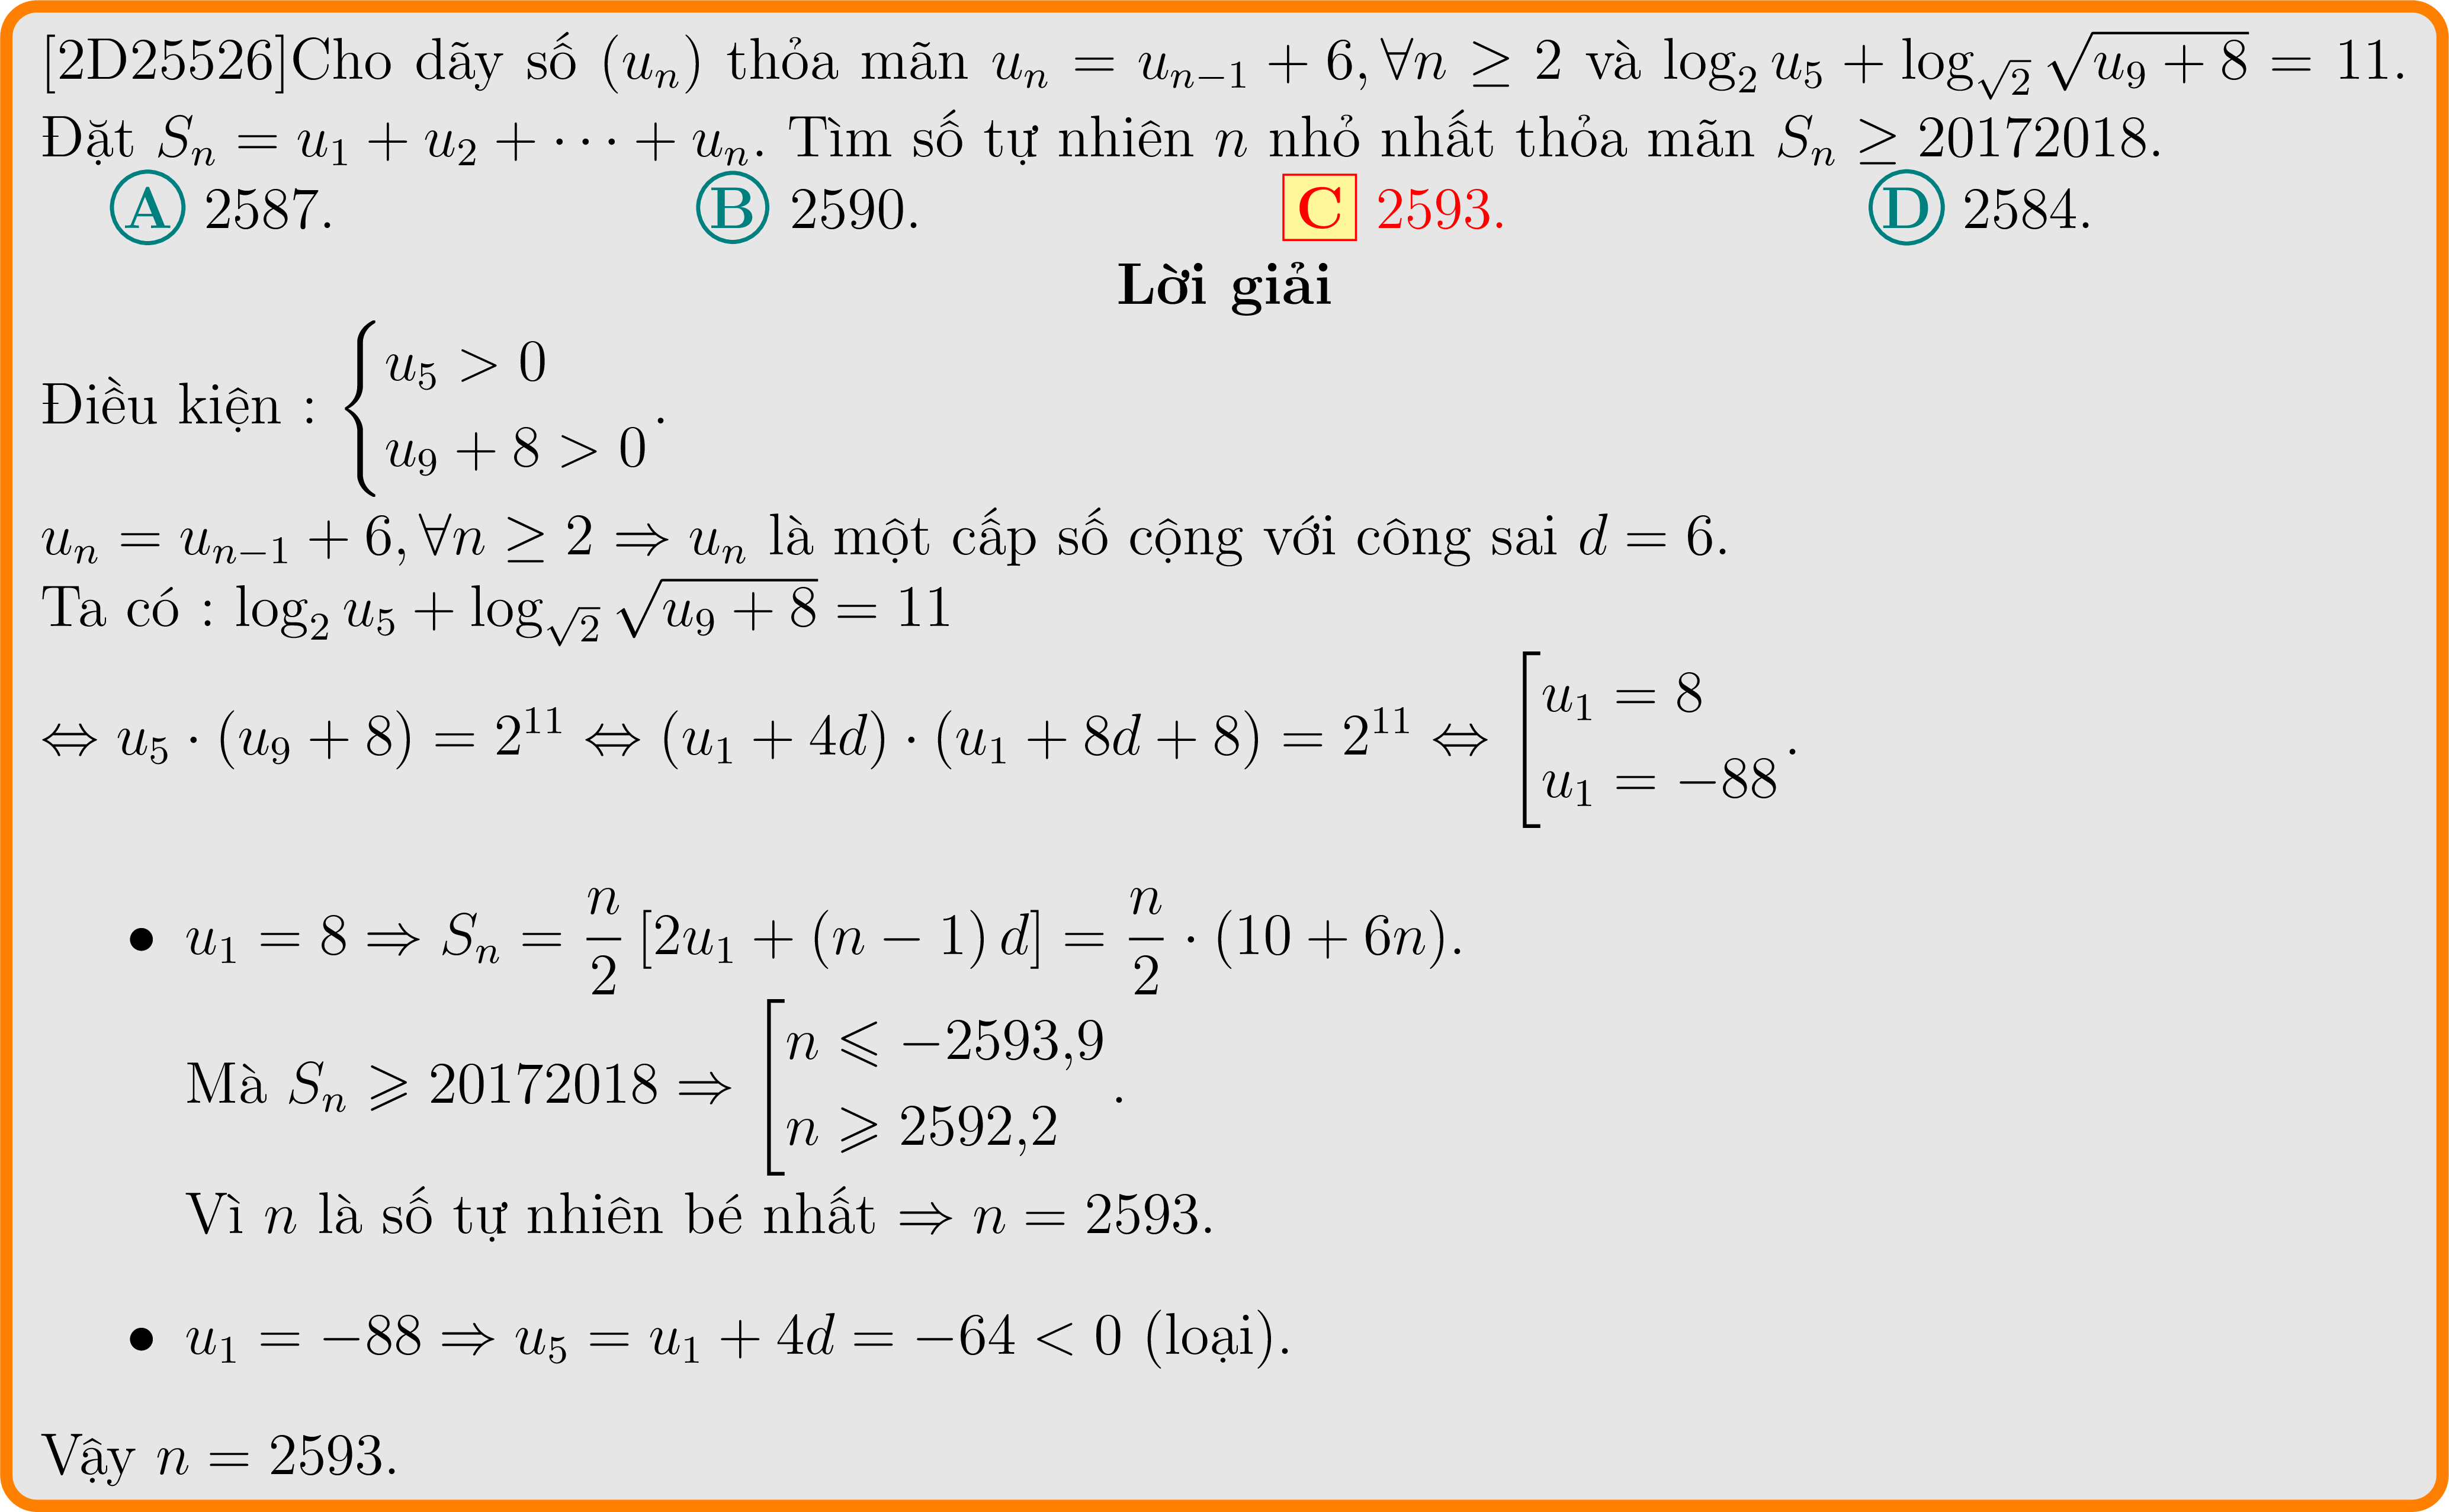 [2D25526]Cho dãy số $(u_n)$ thỏa mãn $u_n = u_{n-1} + 6, \forall n \geq 2$ và $\log_2 u_5 + \log_{\sqrt{2}} \sqrt{u_9 + 8} = 11$.
Đặt $S_n = u_1 + u_2 + \cdots + u_n$. Tìm số tự nhiên $n$ nhỏ nhất thỏa mãn $S_n \geq 20172018$.
A 2587. B 2590. C 2593. D 2584.
Lời giải
Điều kiện : $\begin{cases} u_5 > 0 \\ u_9 + 8 > 0 \end{cases}$.
$u_n = u_{n-1} + 6, \forall n \geq 2 \Rightarrow u_n$ là một cấp số cộng với công sai $d = 6$.
Ta có : $\log_2 u_5 + \log_{\sqrt{2}} \sqrt{u_9 + 8} = 11$
$\Leftrightarrow u_5 \cdot (u_9 + 8) = 2^{11} \Leftrightarrow (u_1 + 4d) \cdot (u_1 + 8d + 8) = 2^{11} \Leftrightarrow \left[\begin{array}{l} u_1 = 8 \\ u_1 = -88 \end{array}\right.$.
• $u_1 = 8 \Rightarrow S_n = \dfrac{n}{2} [2u_1 + (n - 1) d] = \dfrac{n}{2} \cdot (10 + 6n)$.
Mà $S_n \geqslant 20172018 \Rightarrow \left[\begin{array}{l} n \leqslant -2593{,}9 \\ n \geqslant 2592{,}2 \end{array}\right.$.
Vì $n$ là số tự nhiên bé nhất $\Rightarrow n = 2593$.
• $u_1 = -88 \Rightarrow u_5 = u_1 + 4d = -64 < 0$ (loại).
Vậy $n = 2593$.